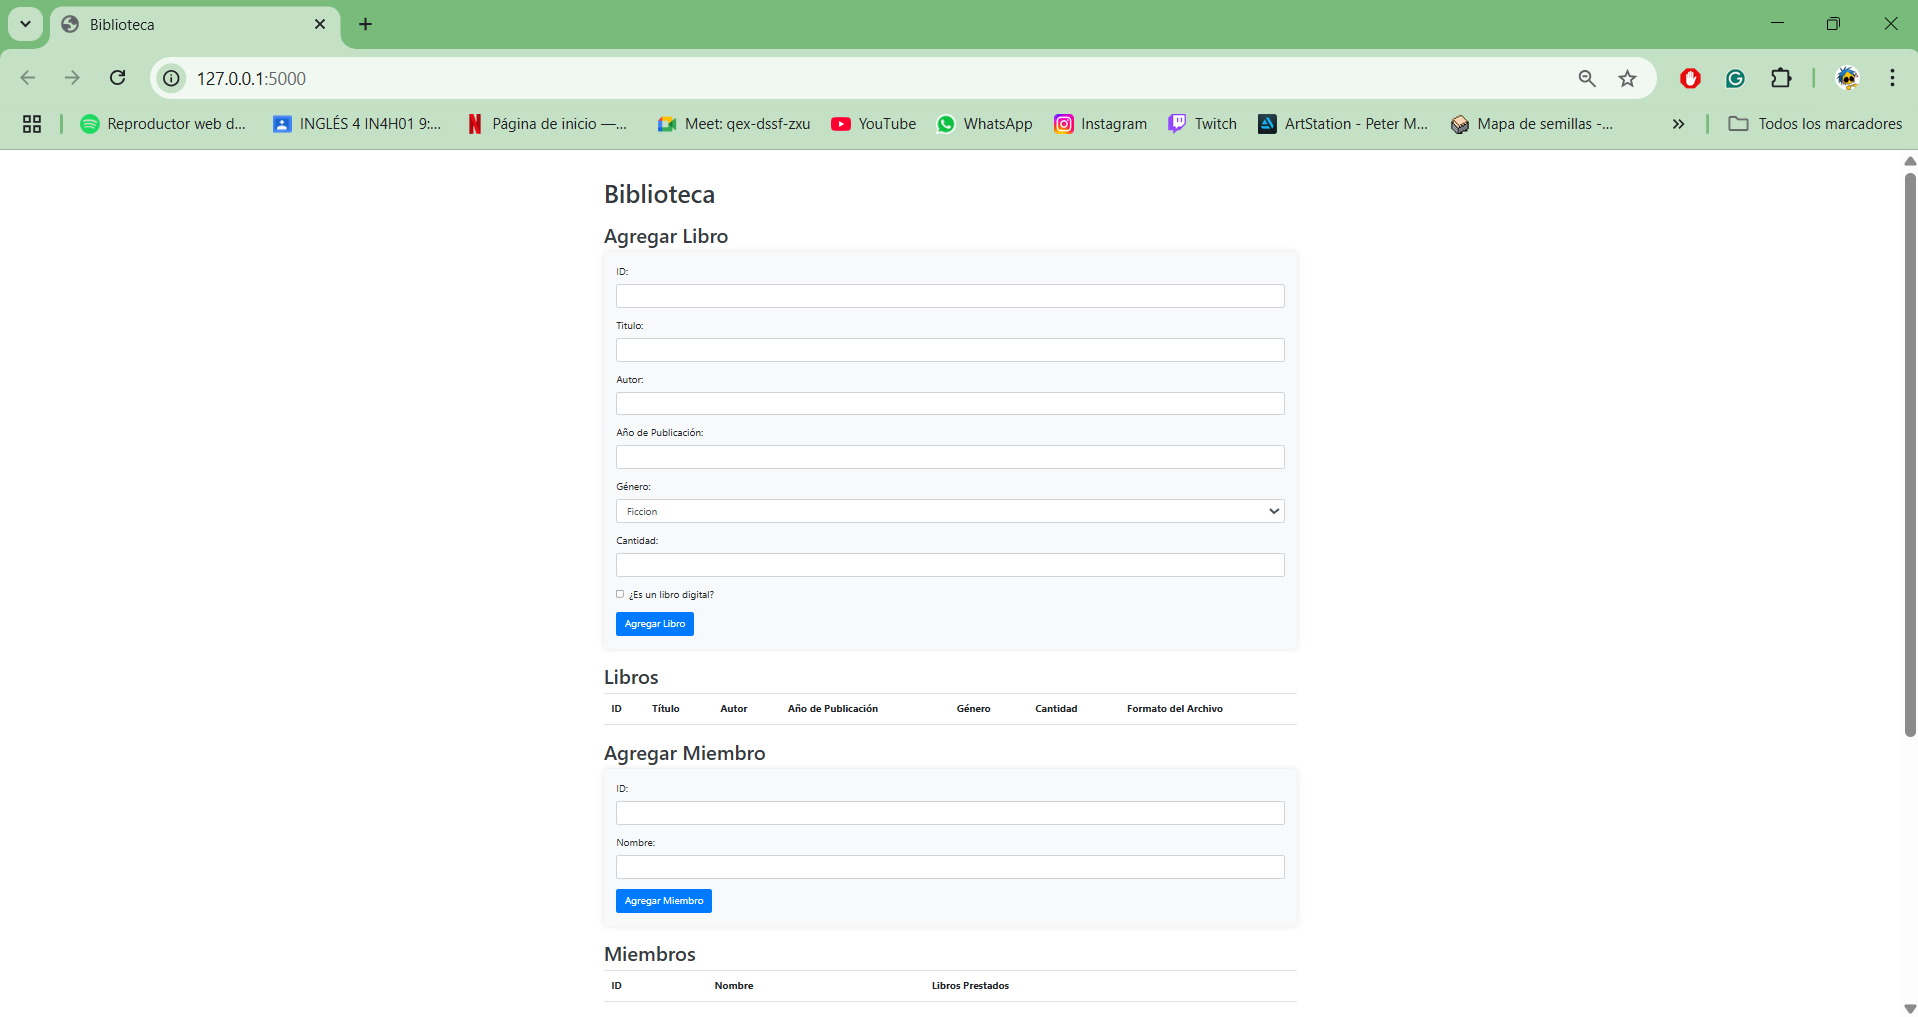 Biblioteca
127.0.0.1:5000
Reproductor web d... INGLÉS 4 IN4H01 9:... Página de inicio —... Meet: qex-dssf-zxu YouTube WhatsApp Instagram Twitch ArtStation - Peter M... Mapa de semillas -... Todos los marcadores
Biblioteca
Agregar Libro
ID:
Titulo:
Autor:
Año de Publicación:
Género:
Ficcion
Cantidad:
¿Es un libro digital?
Agregar Libro
Libros
ID Título Autor Año de Publicación Género Cantidad Formato del Archivo
Agregar Miembro
ID:
Nombre:
Agregar Miembro
Miembros
ID Nombre Libros Prestados